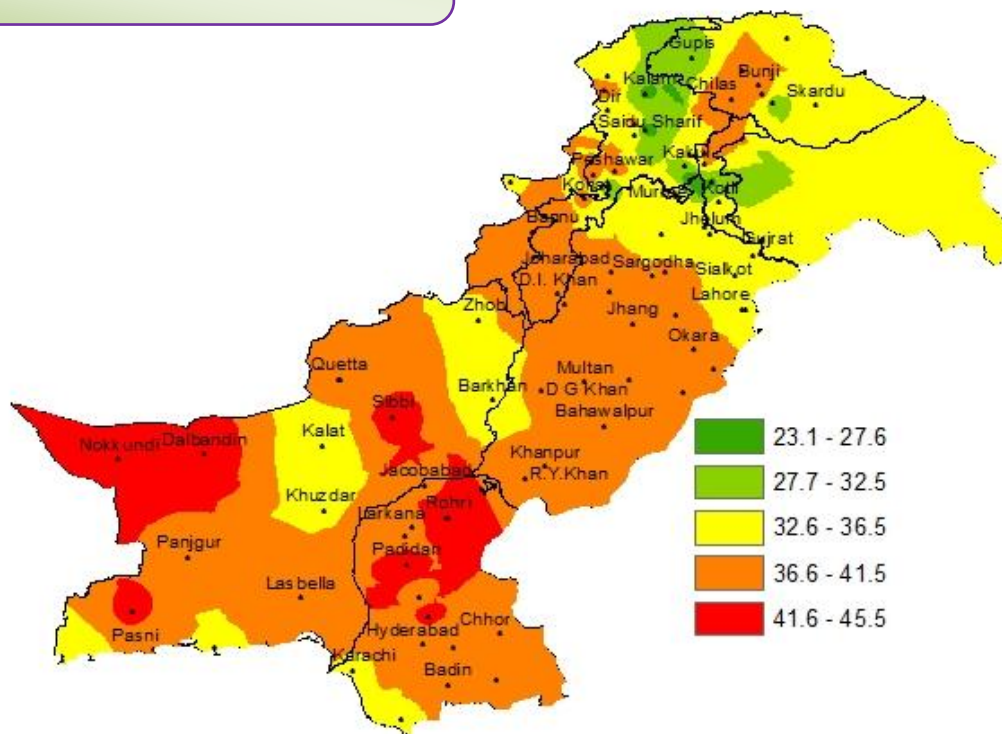 Gupis
Kalam
Chilas
Bunji
Skardu
Dir
Saidu Sharif
Peshawar
Kakul
Kohat
Murree
Kotli
Bannu
Jhelum
Gujrat
Joharabad
Sargodha
Sialkot
D.I. Khan
Lahore
Zhob
Jhang
Okara
Quetta
Multan
Barkhan
D G Khan
Sibbi
Bahawalpur
Kalat
Dalbandin
Nokkundi
Khanpur
Jacobabad
R.Y.Khan
Khuzdar
Rohri
Larkana
Panjgur
Padidan
Lasbella
Chhor
Pasni
Hyderabad
Karachi
Badin
23.1 - 27.6
27.7 - 32.5
32.6 - 36.5
36.6 - 41.5
41.6 - 45.5